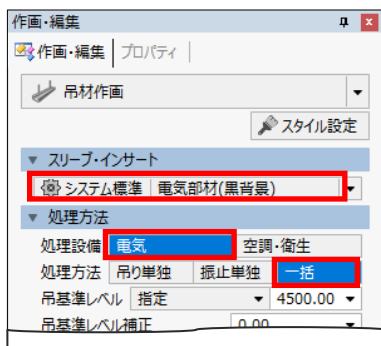 作画・編集
作画・編集 プロパティ
吊材作画
スタイル設定
スリーブ・インサート
システム標準 電気部材(黒背景)
処理方法
処理設備 電気 空調・衛生
処理方法 吊り単独 振止単独 一括
吊基準レベル 指定 4500.00
吊基準レベル補正 0.00